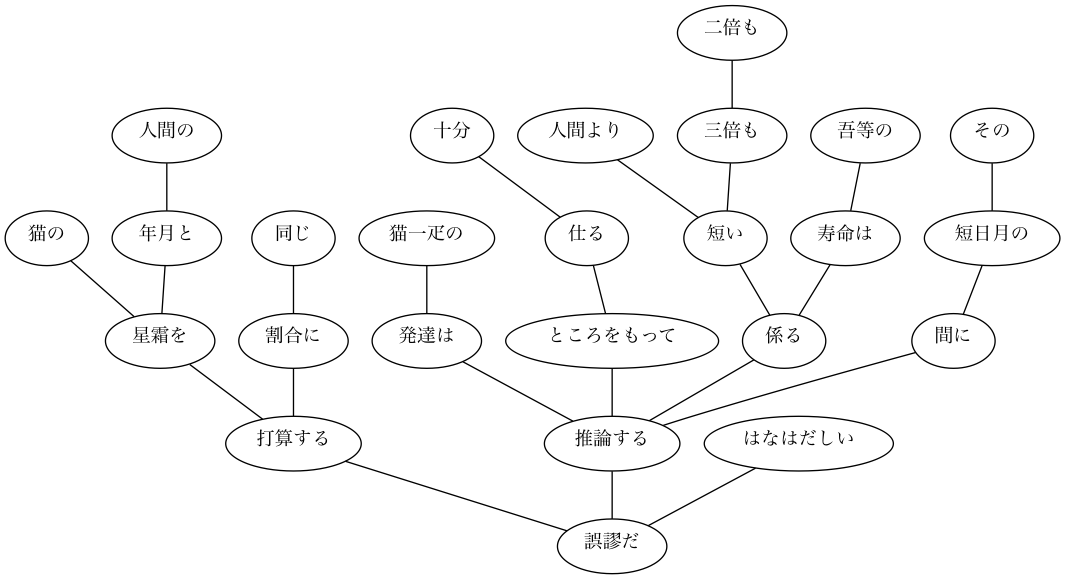 二倍も
人間の
十分
人間より
三倍も
吾等の
その
猫の
年月と
同じ
猫一疋の
仕る
短い
寿命は
短日月の
星霜を
割合に
発達は
ところをもって
係る
間に
打算する
推論する
はなはだしい
誤謬だ